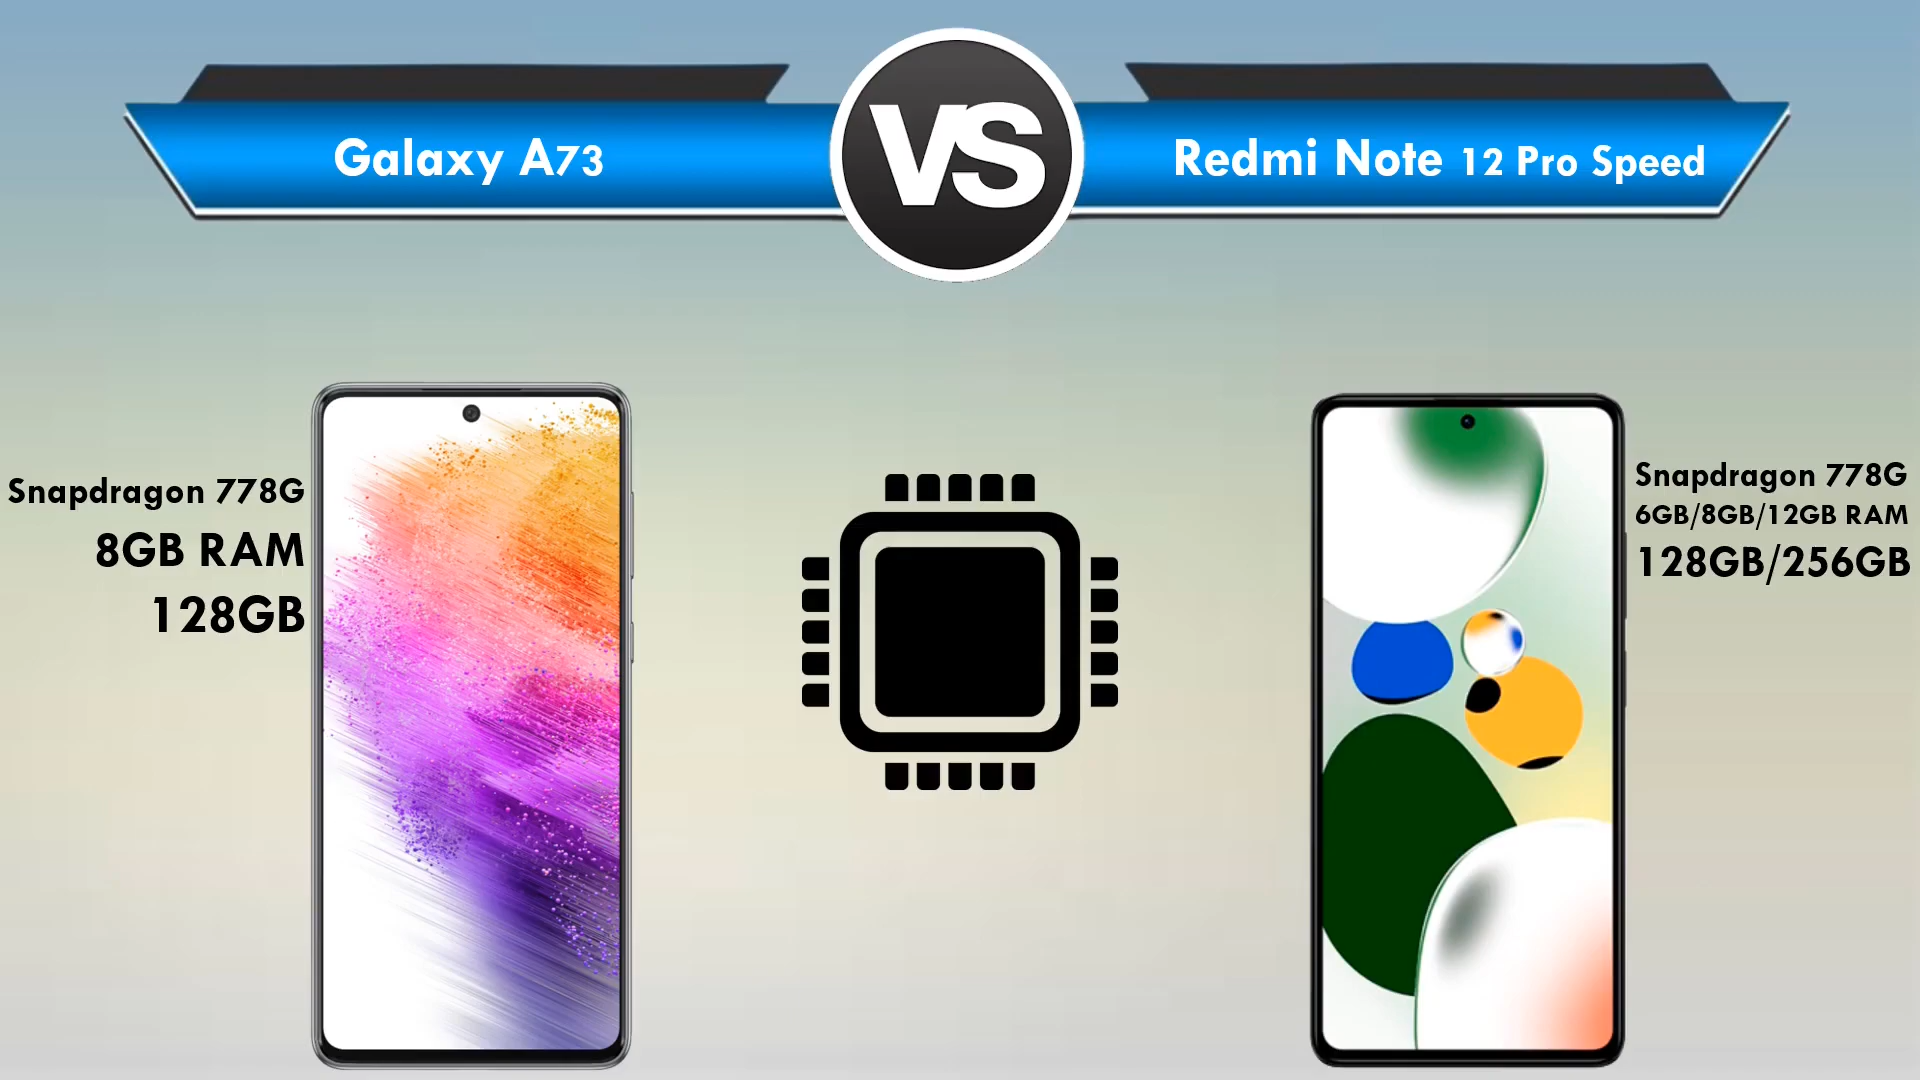 Galaxy A73
VS
Redmi Note 12 Pro Speed
Snapdragon 778G
8GB RAM
128GB
Snapdragon 778G
6GB/8GB/12GB RAM
128GB/256GB